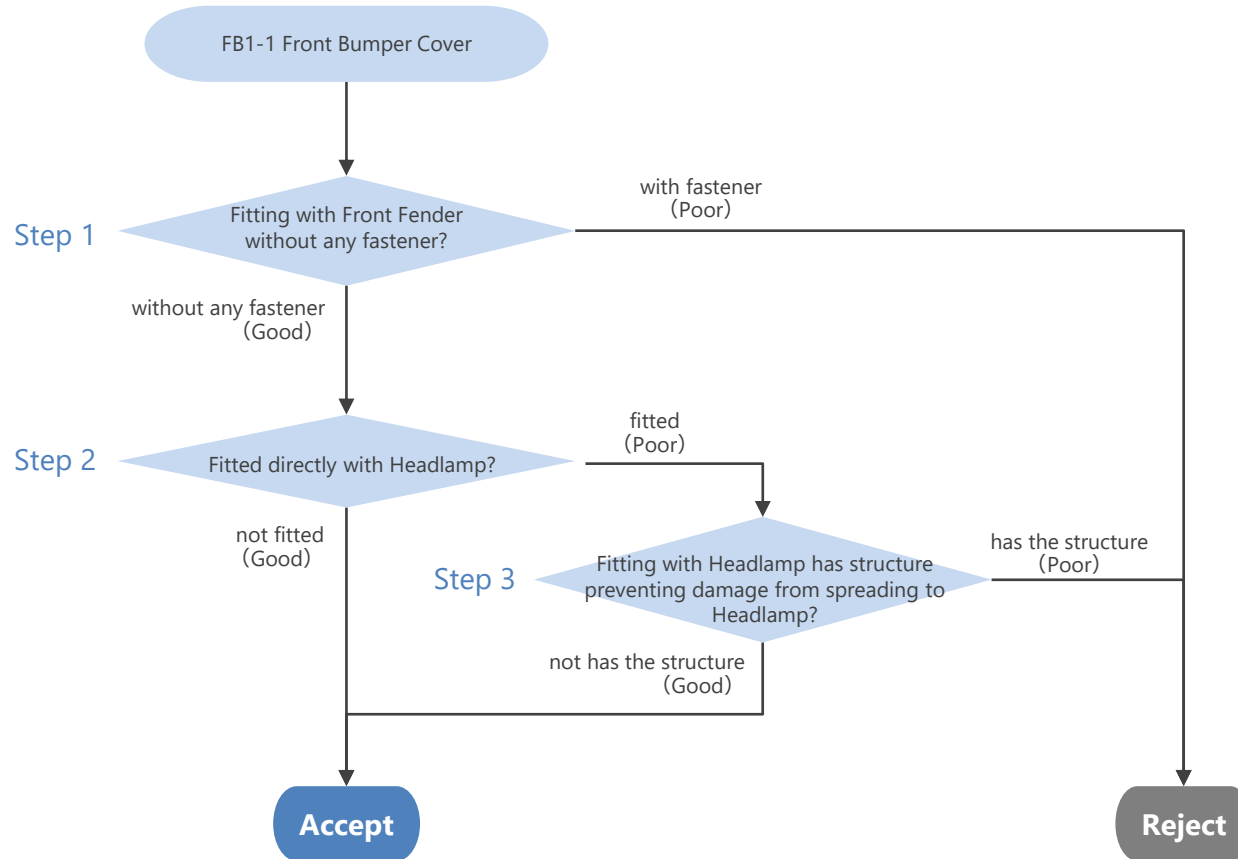 FB1-1 Front Bumper Cover
with fastener
（Poor）
Step 1
Fitting with Front Fender
without any fastener?
without any fastener
（Good）
fitted
（Poor）
Step 2
Fitted directly with Headlamp?
not fitted
（Good）
has the structure
（Poor）
Step 3
Fitting with Headlamp has structure
preventing damage from spreading to
Headlamp?
not has the structure
（Good）
Accept
Reject